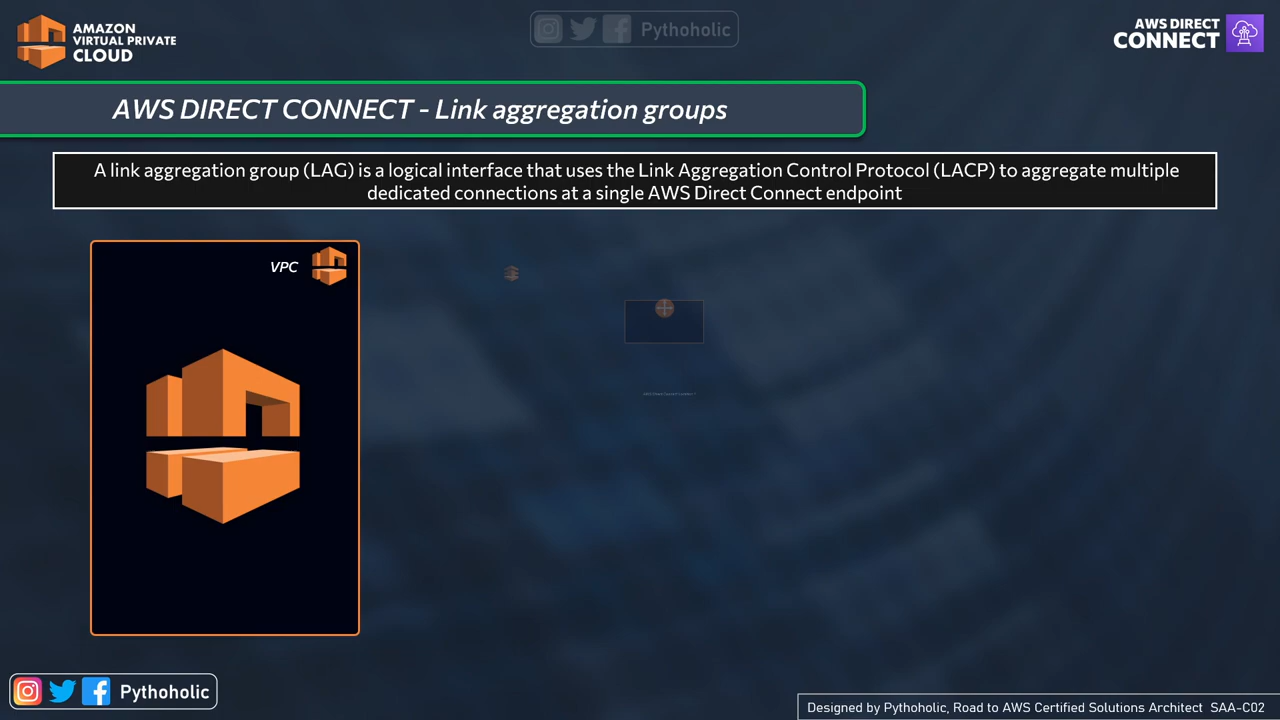 AMAZON
VIRTUAL PRIVATE
CLOUD
Pythoholic
AWS DIRECT
CONNECT
AWS DIRECT CONNECT - Link aggregation groups
A link aggregation group (LAG) is a logical interface that uses the Link Aggregation Control Protocol (LACP) to aggregate multiple
dedicated connections at a single AWS Direct Connect endpoint
VPC
Pythoholic
Designed by Pythoholic, Road to AWS Certified Solutions Architect SAA-C02